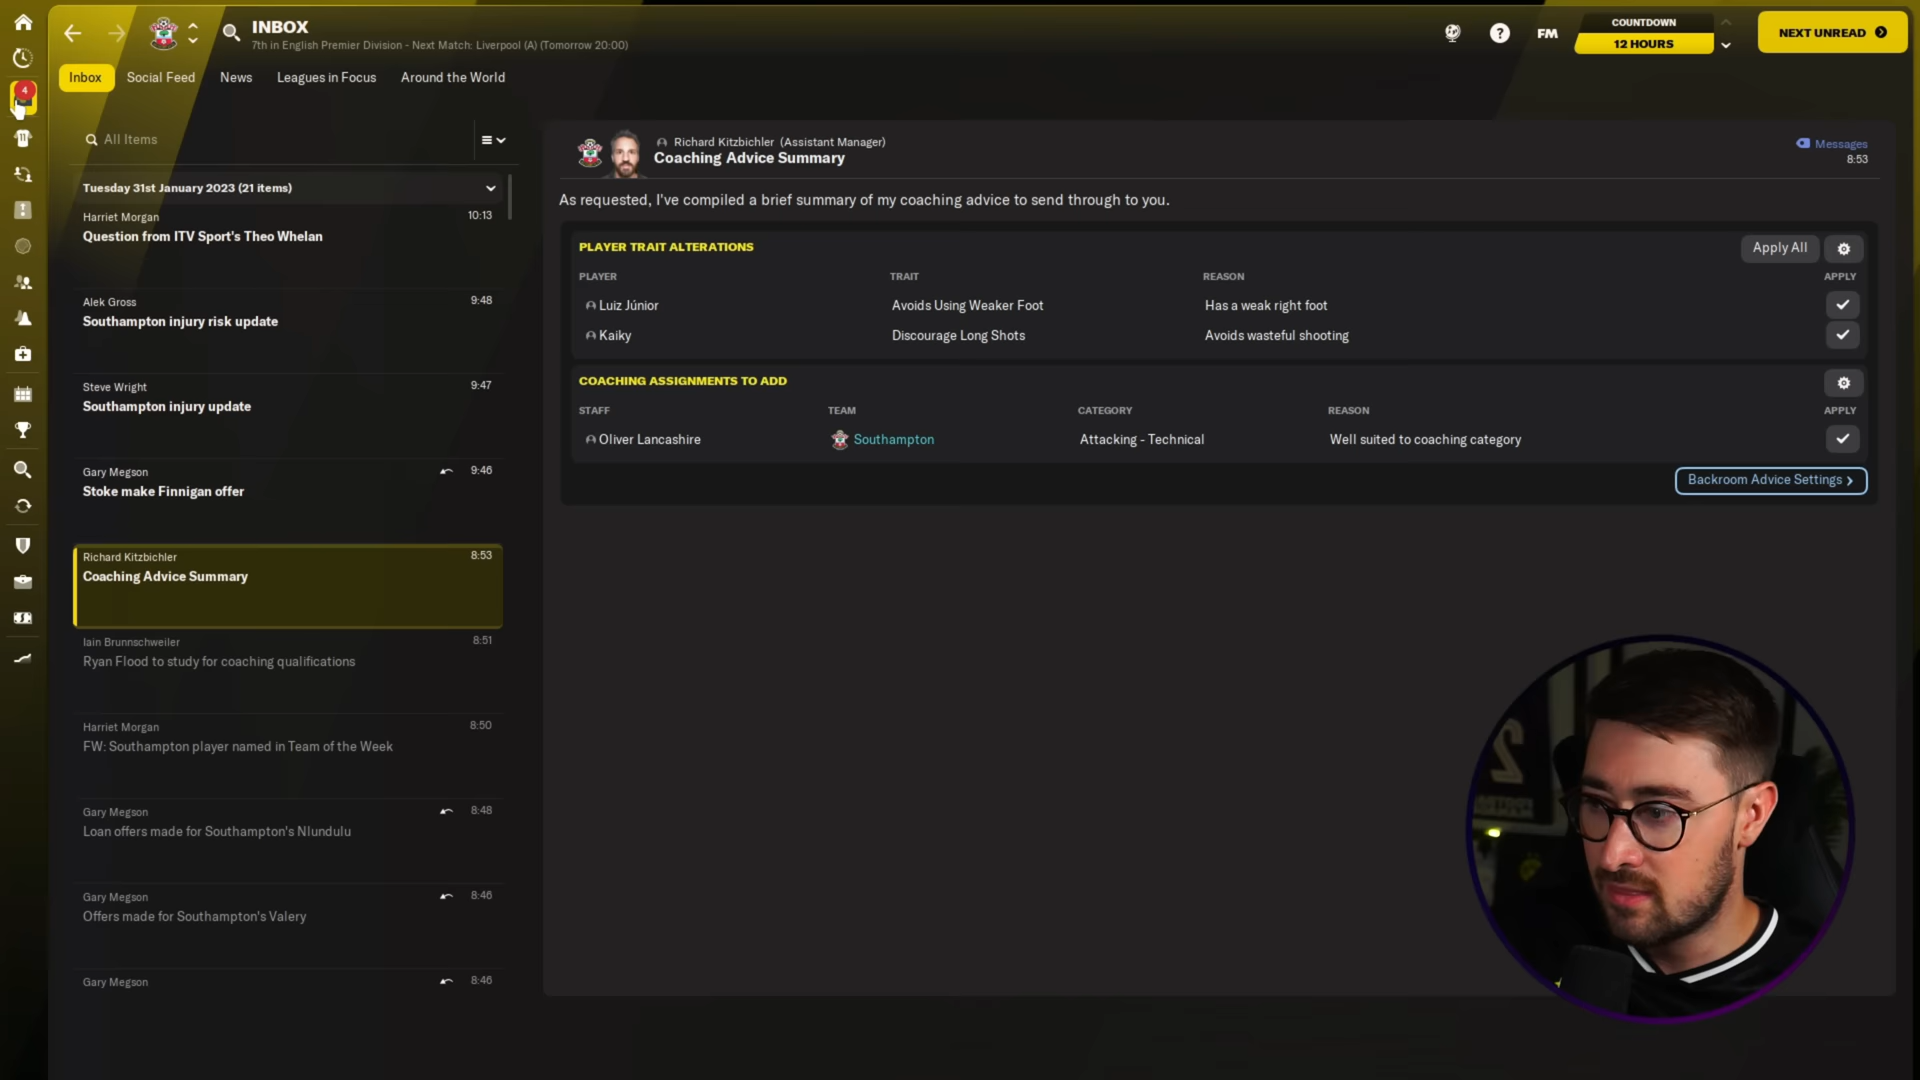 INBOX
7th in English Premier Division - Next Match: Liverpool (A) (Tomorrow 20:00)
FM
COUNTDOWN
12 HOURS
NEXT UNREAD
Inbox
Social Feed
News
Leagues in Focus
Around the World
4
11
All Items
Tuesday 31st January 2023 (21 items)
Harriet Morgan
10:13
Question from ITV Sport's Theo Whelan
Alek Gross
9:48
Southampton injury risk update
Steve Wright
9:47
Southampton injury update
Gary Megson
9:46
Stoke make Finnigan offer
Richard Kitzbichler
8:53
Coaching Advice Summary
Iain Brunnschweiler
8:51
Ryan Flood to study for coaching qualifications
Harriet Morgan
8:50
FW: Southampton player named in Team of the Week
Gary Megson
8:48
Loan offers made for Southampton's Nlundulu
Gary Megson
8:46
Offers made for Southampton's Valery
Gary Megson
8:46
Richard Kitzbichler (Assistant Manager)
Coaching Advice Summary
Messages
8:53
As requested, I've compiled a brief summary of my coaching advice to send through to you.
PLAYER TRAIT ALTERATIONS
Apply All
PLAYER TRAIT REASON APPLY
Luiz Júnior Avoids Using Weaker Foot Has a weak right foot
Kaiky Discourage Long Shots Avoids wasteful shooting
COACHING ASSIGNMENTS TO ADD
STAFF TEAM CATEGORY REASON APPLY
Oliver Lancashire Southampton Attacking - Technical Well suited to coaching category
Backroom Advice Settings